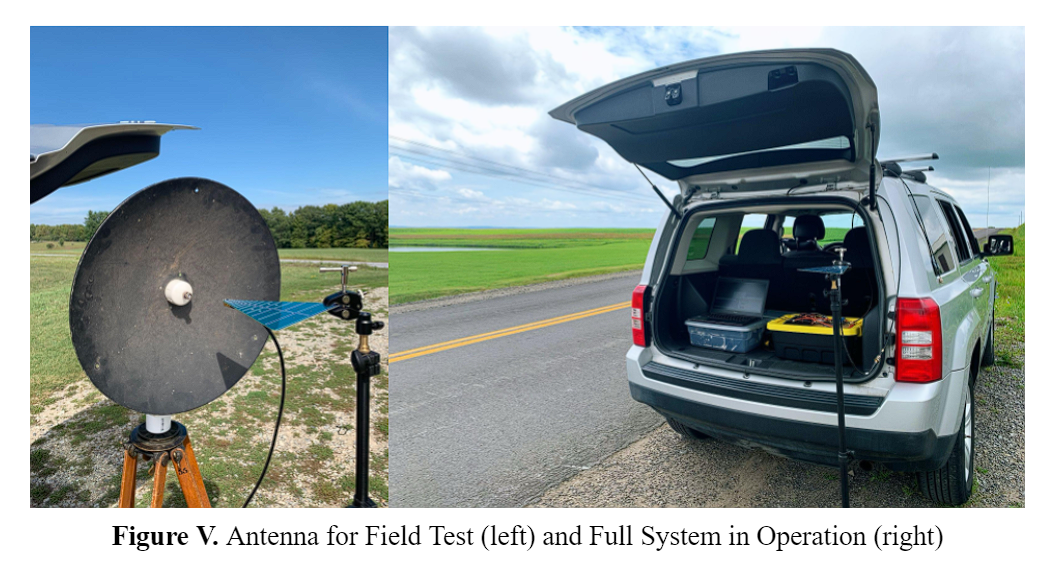 Figure V. Antenna for Field Test (left) and Full System in Operation (right)